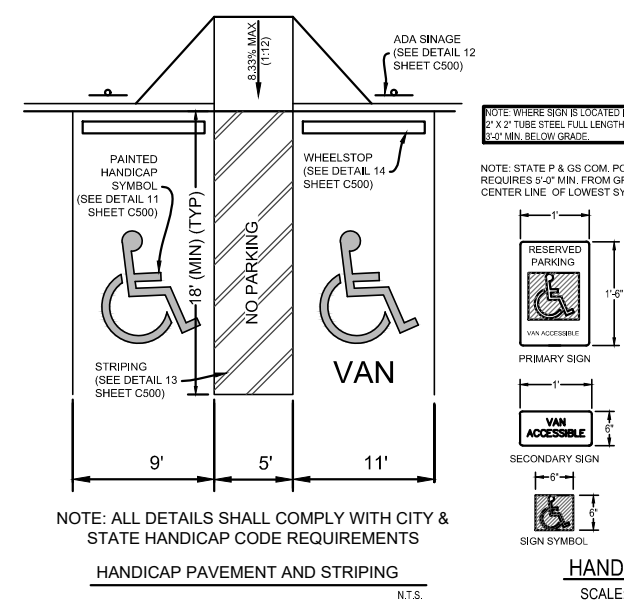 8.33% MAX
(1:12)
ADA SINAGE
(SEE DETAIL 12
SHEET C500)
PAINTED
HANDICAP
SYMBOL
(SEE DETAIL 11
SHEET C500)
18' (MIN) (TYP)
NO PARKING
WHEELSTOP
(SEE DETAIL 14
SHEET C500)
STRIPING
(SEE DETAIL 13
SHEET C500)
VAN
9'
5'
11'
NOTE: ALL DETAILS SHALL COMPLY WITH CITY &
STATE HANDICAP CODE REQUIREMENTS
HANDICAP PAVEMENT AND STRIPING
N.T.S.
NOTE: WHERE SIGN IS LOCATED
2" X 2" TUBE STEEL FULL LENGTH
3'-0" MIN. BELOW GRADE.
NOTE: STATE P & GS COM.
REQUIRES 5'-0" MIN. FROM
CENTER LINE OF LOWEST
1'
RESERVED
PARKING
VAN ACCESSIBLE
1'-6"
PRIMARY SIGN
1'
VAN
ACCESSIBLE
6"
SECONDARY SIGN
6"
6"
SIGN SYMBOL
HAND
SCALE: